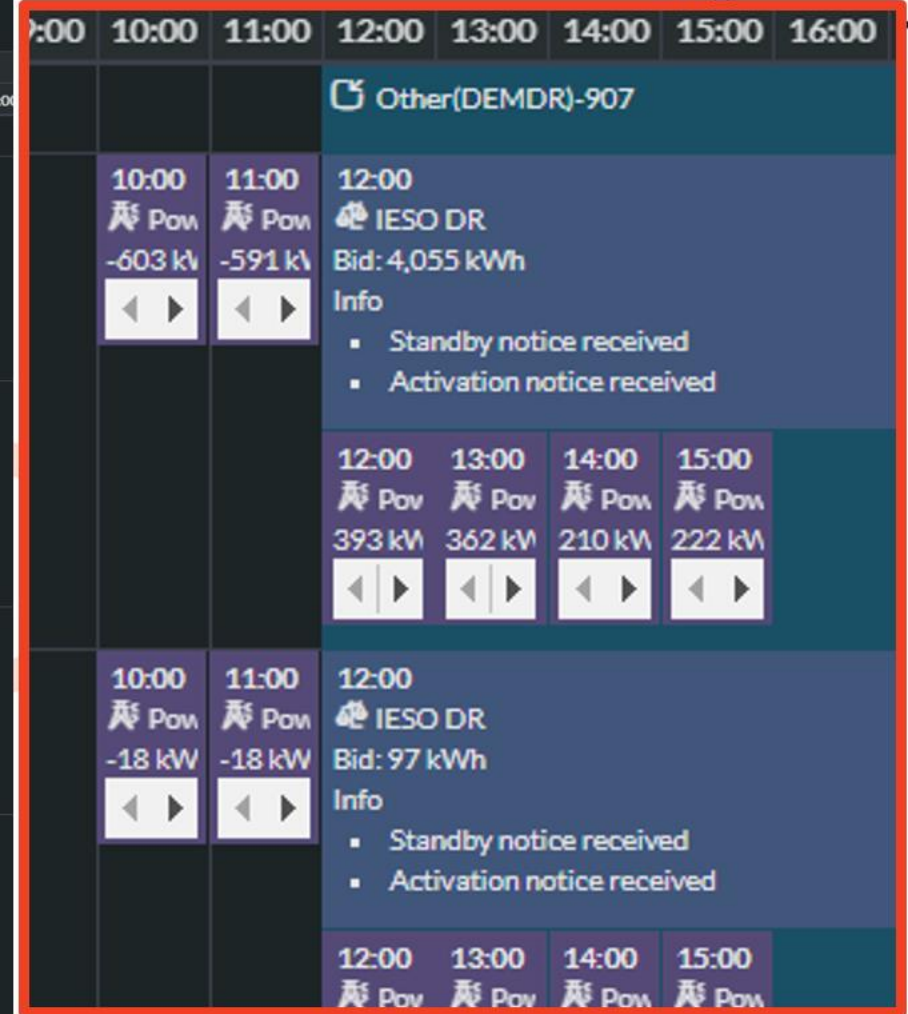 :00 10:00 11:00 12:00 13:00 14:00 15:00 16:00
Other(DEMDR)-907
10:00 11:00 12:00
Pow Pow IESO DR
-603 kW -591 kW Bid: 4,055 kWh
Info
Standby notice received
Activation notice received
12:00 13:00 14:00 15:00
Pov Pov Pow Pow
393 kW 362 kW 210 kW 222 kW
10:00 11:00 12:00
Pow Pow IESO DR
-18 kW -18 kW Bid: 97 kWh
Info
Standby notice received
Activation notice received
12:00 13:00 14:00 15:00
Pov Pov Pow Pow